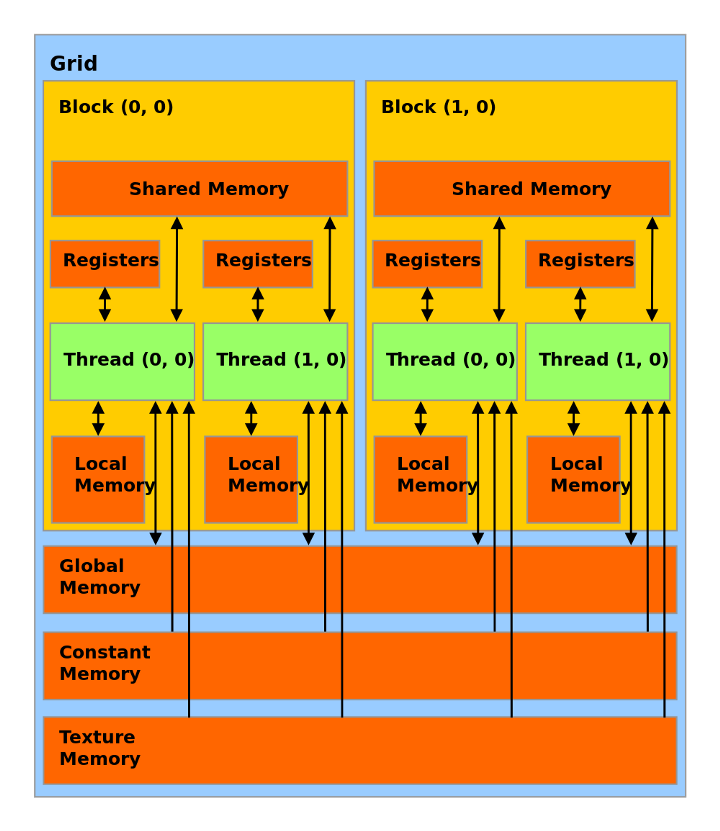 Grid
Block (0, 0)
Block (1, 0)
Shared Memory
Shared Memory
Registers
Registers
Registers
Registers
Thread (0, 0)
Thread (1, 0)
Thread (0, 0)
Thread (1, 0)
Local
Memory
Local
Memory
Local
Memory
Local
Memory
Global
Memory
Constant
Memory
Texture
Memory